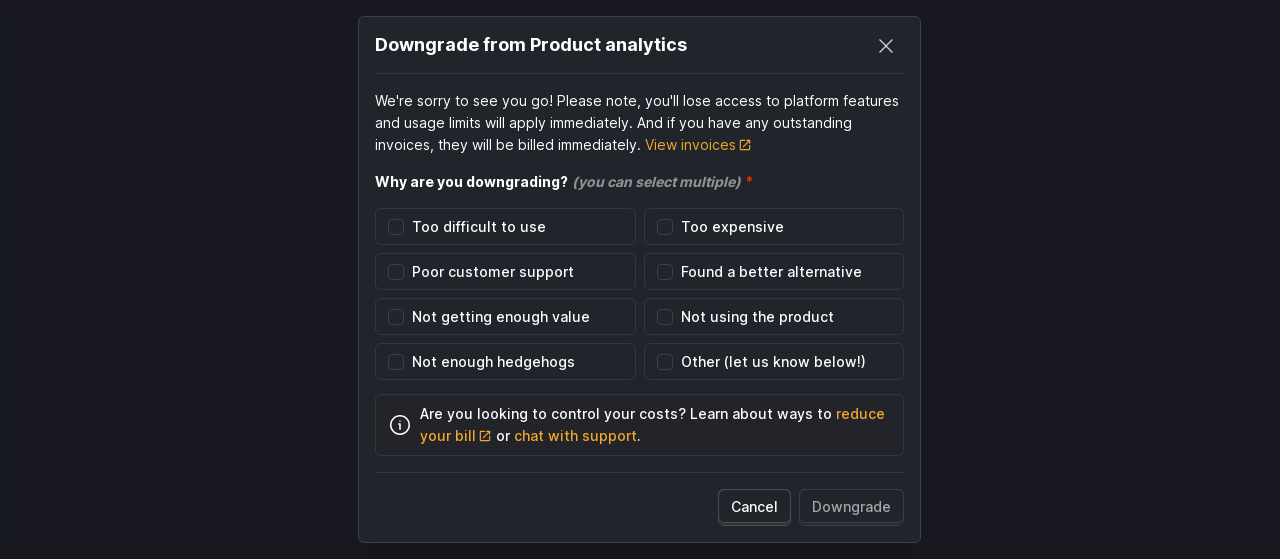 Downgrade from Product analytics
We're sorry to see you go! Please note, you'll lose access to platform features
and usage limits will apply immediately. And if you have any outstanding
invoices, they will be billed immediately. View invoices
Why are you downgrading? (you can select multiple) *
Too difficult to use
Too expensive
Poor customer support
Found a better alternative
Not getting enough value
Not using the product
Not enough hedgehogs
Other (let us know below!)
Are you looking to control your costs? Learn about ways to reduce
your bill or chat with support.
Cancel
Downgrade